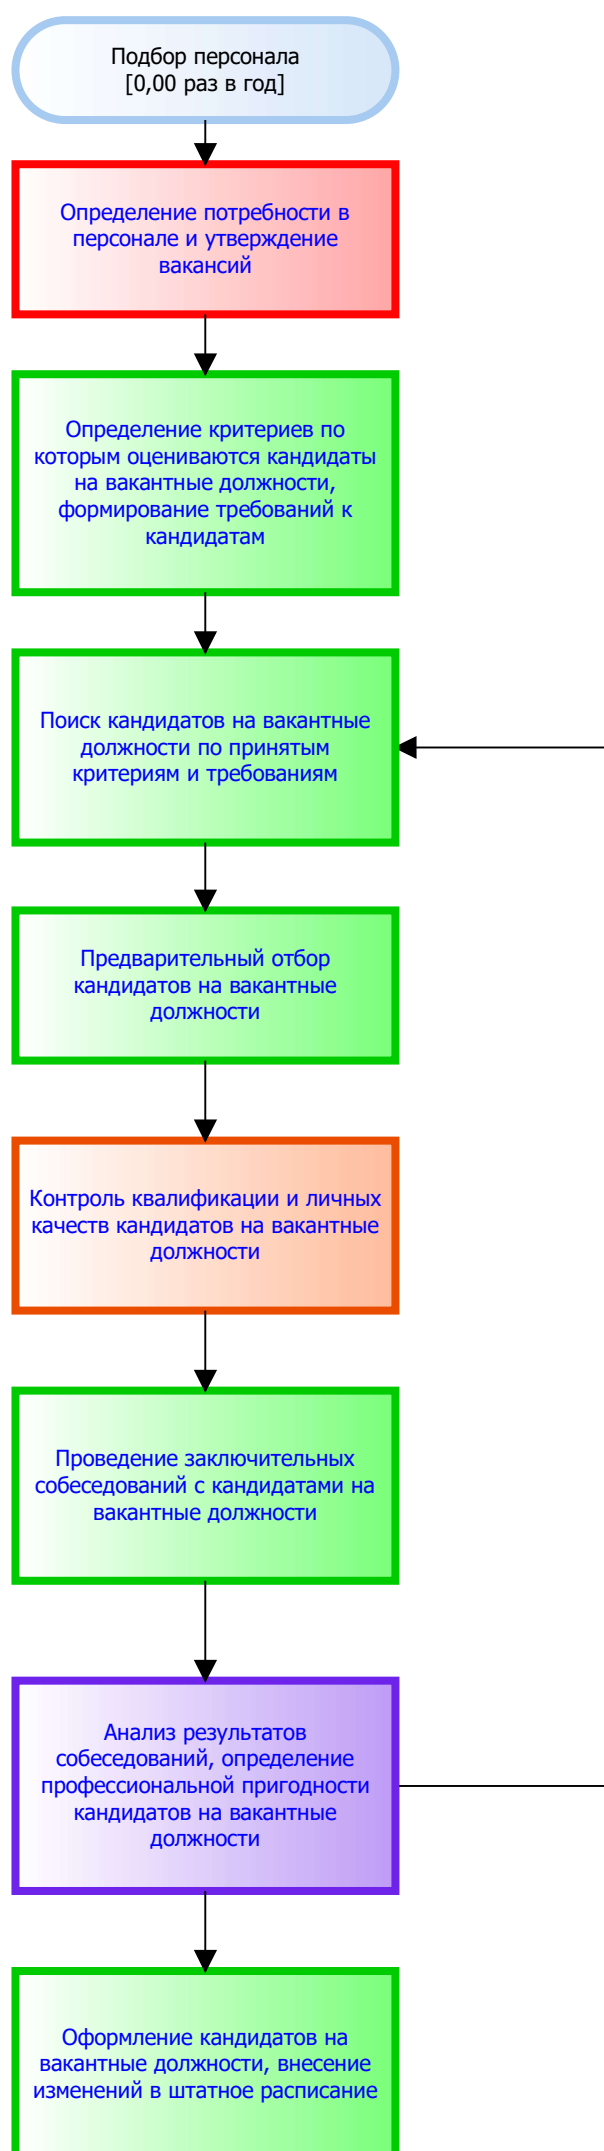 Подбор персонала
[0,00 раз в год]
Определение потребности в
персонале и утверждение
вакансий
Определение критериев по
которым оцениваются кандидаты
на вакантные должности,
формирование требований к
кандидатам
Поиск кандидатов на вакантные
должности по принятым
критериям и требованиям
Предварительный отбор
кандидатов на вакантные
должности
Контроль квалификации и личных
качеств кандидатов на вакантные
должности
Проведение заключительных
собеседований с кандидатами на
вакантные должности
Анализ результатов
собеседований, определение
профессиональной пригодности
кандидатов на вакантные
должности
Оформление кандидатов на
вакантные должности, внесение
изменений в штатное расписание